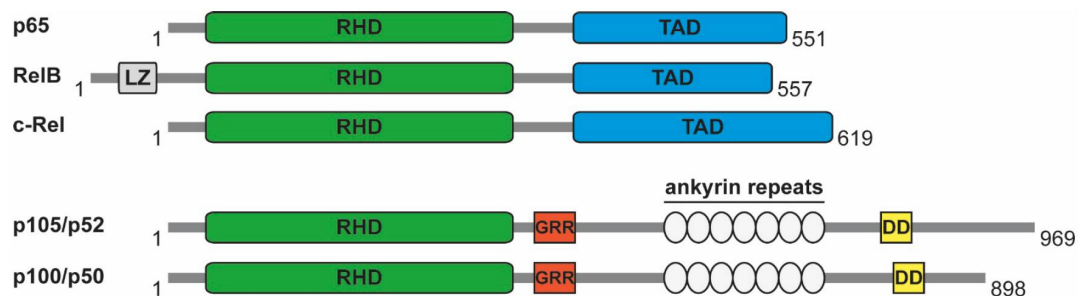 p65 1 RHD TAD 551
RelB 1 LZ RHD TAD 557
c-Rel 1 RHD TAD 619
ankyrin repeats
p105/p52 1 RHD GRR DD 969
p100/p50 1 RHD GRR DD 898